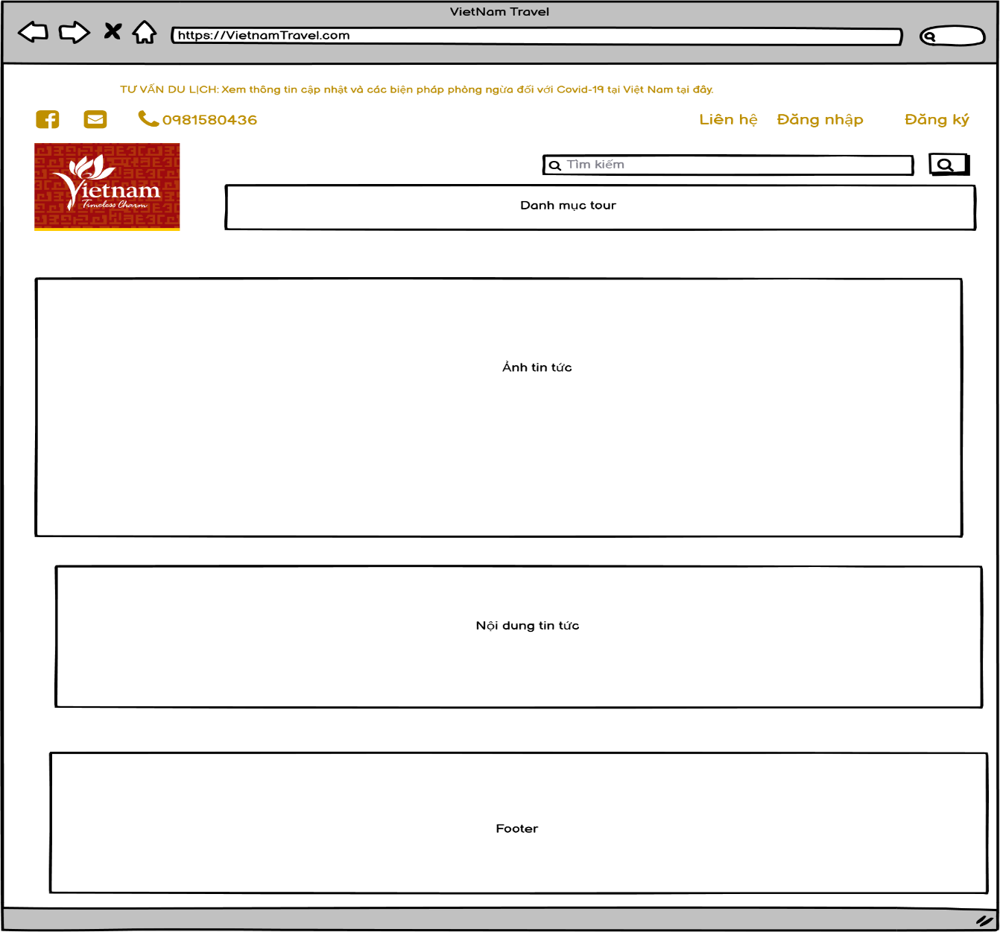 VietNam Travel
https://VietnamTravel.com
TƯ VẤN DU LỊCH: Xem thông tin cập nhật và các biện pháp phòng ngừa đối với Covid-19 tại Việt Nam tại đây.
0981580436
Liên hệ
Đăng nhập
Đăng ký
Vietnam
Timeless Charm
Tìm kiếm
Danh mục tour
Ảnh tin tức
Nội dung tin tức
Footer